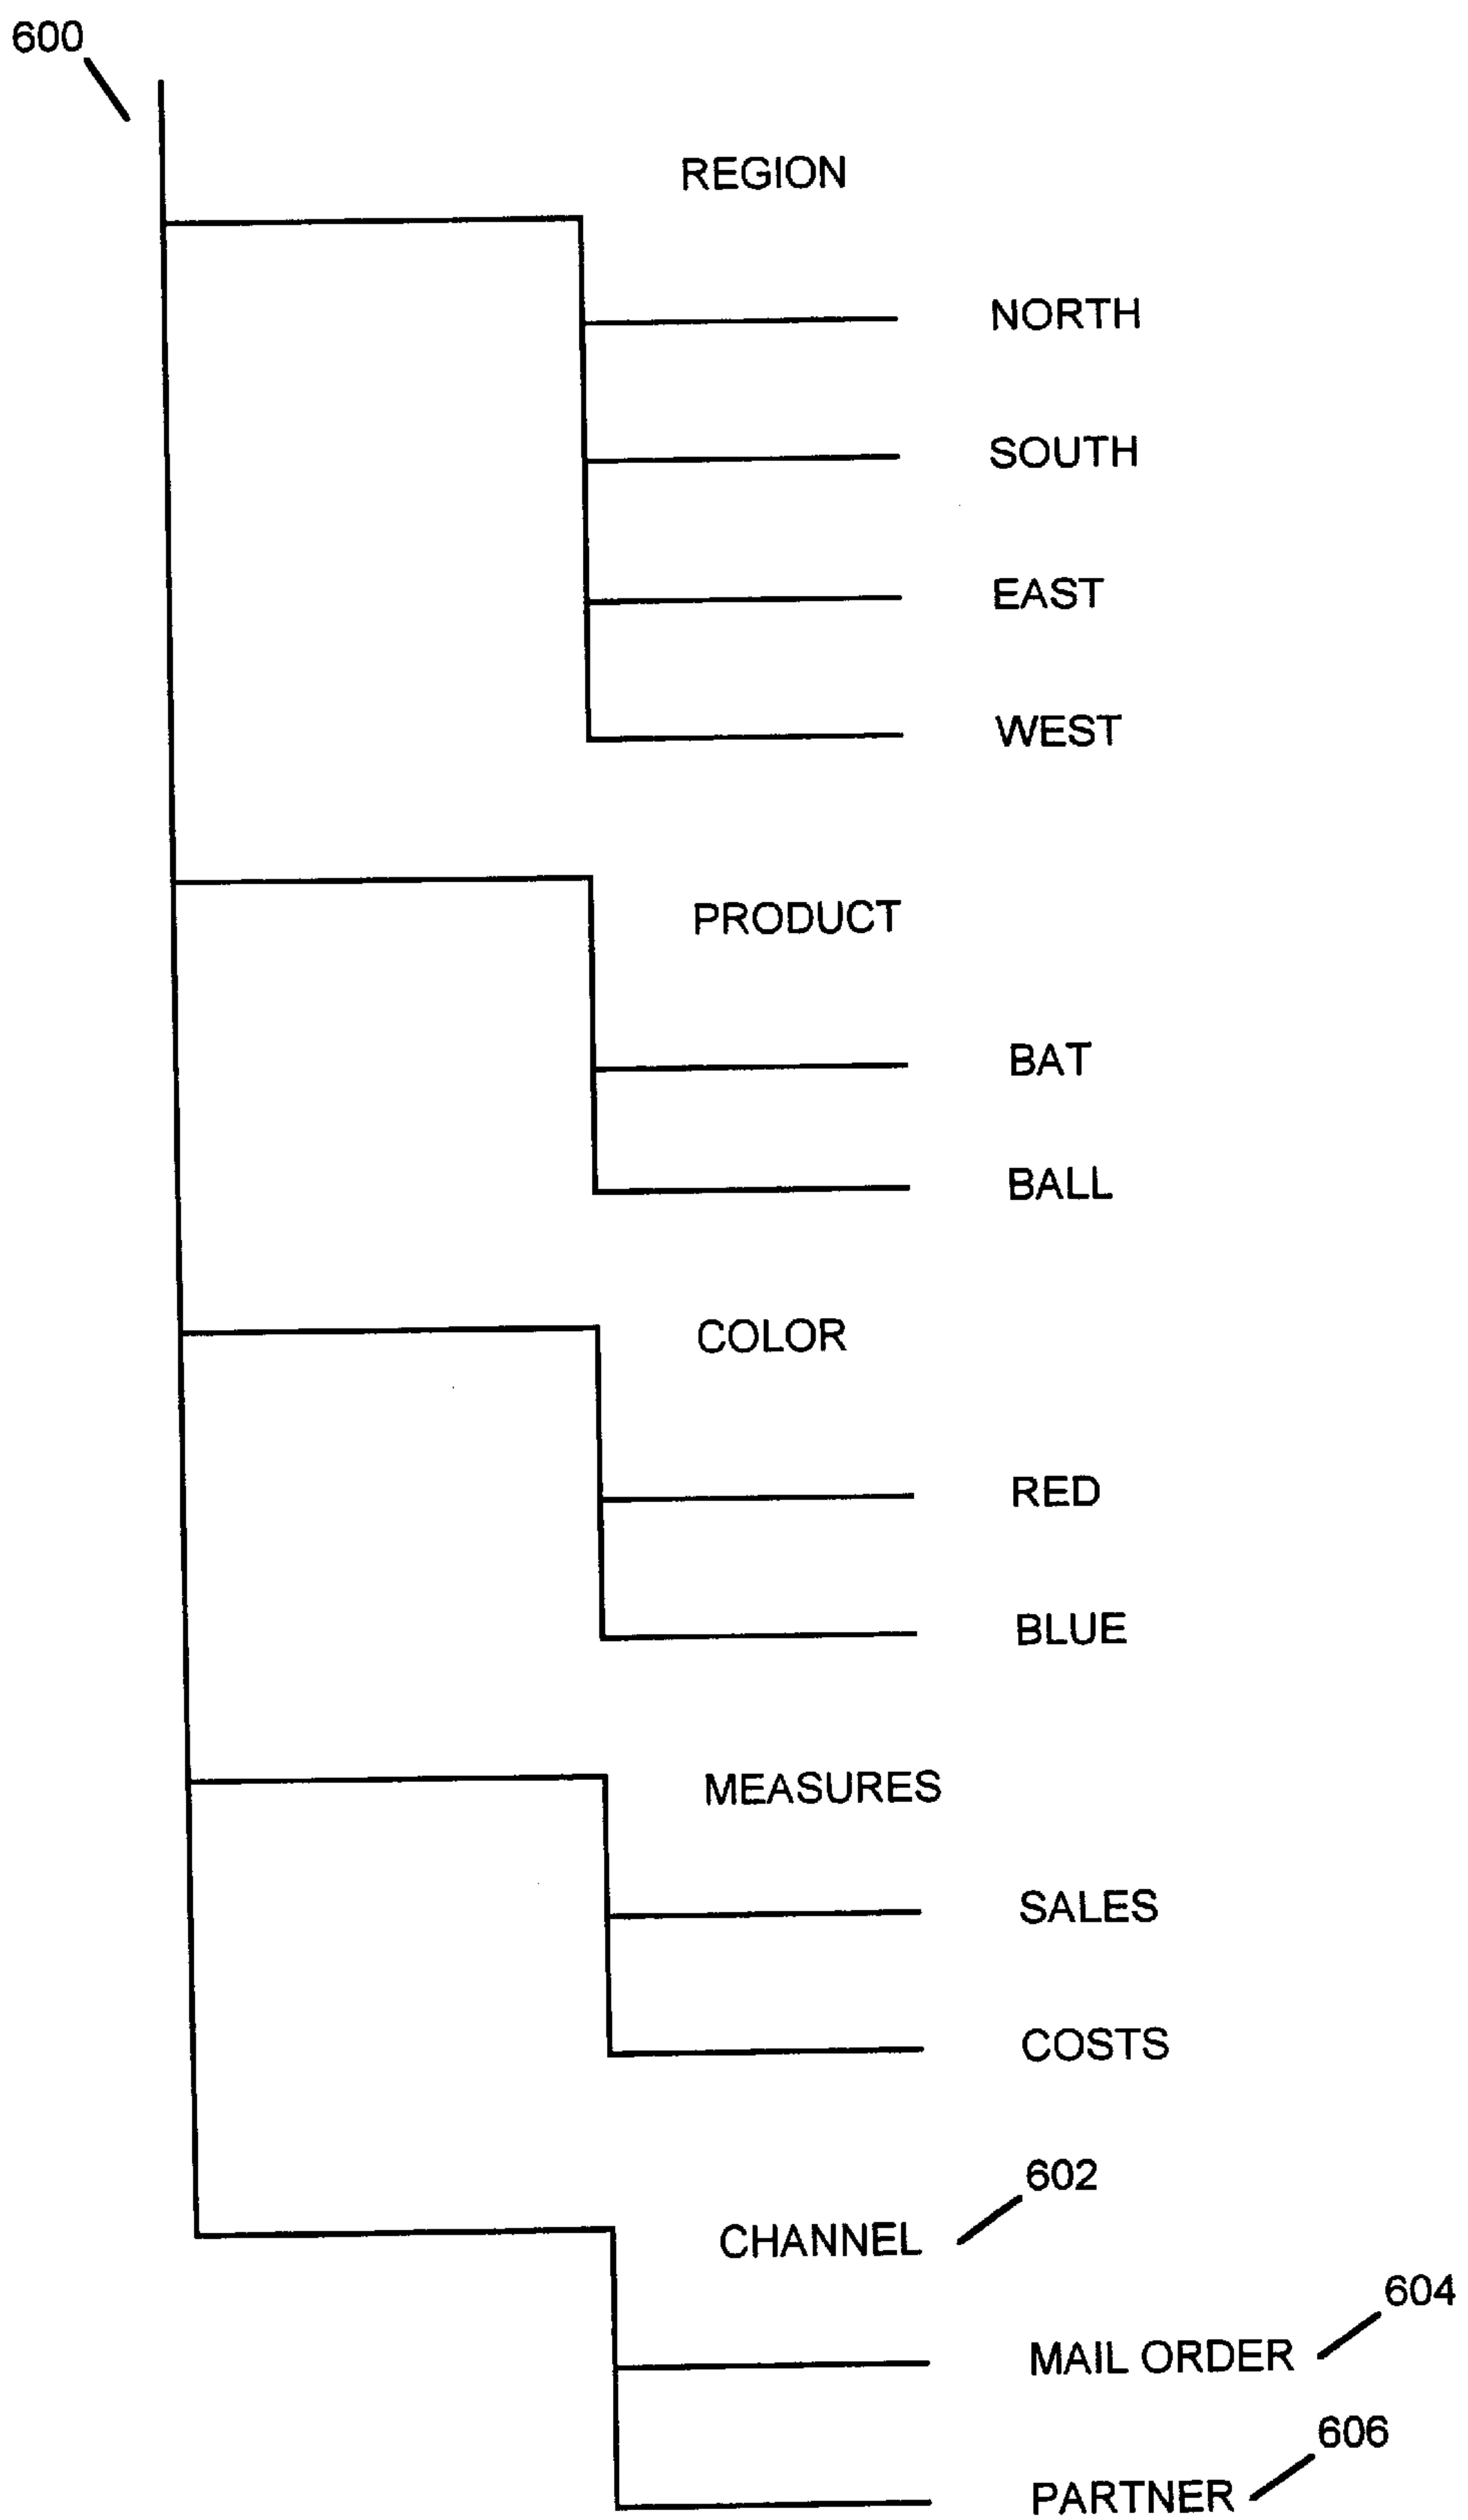 600
REGION
NORTH
SOUTH
EAST
WEST
PRODUCT
BAT
BALL
COLOR
RED
BLUE
MEASURES
SALES
COSTS
602
CHANNEL
604
MAIL ORDER
606
PARTNER